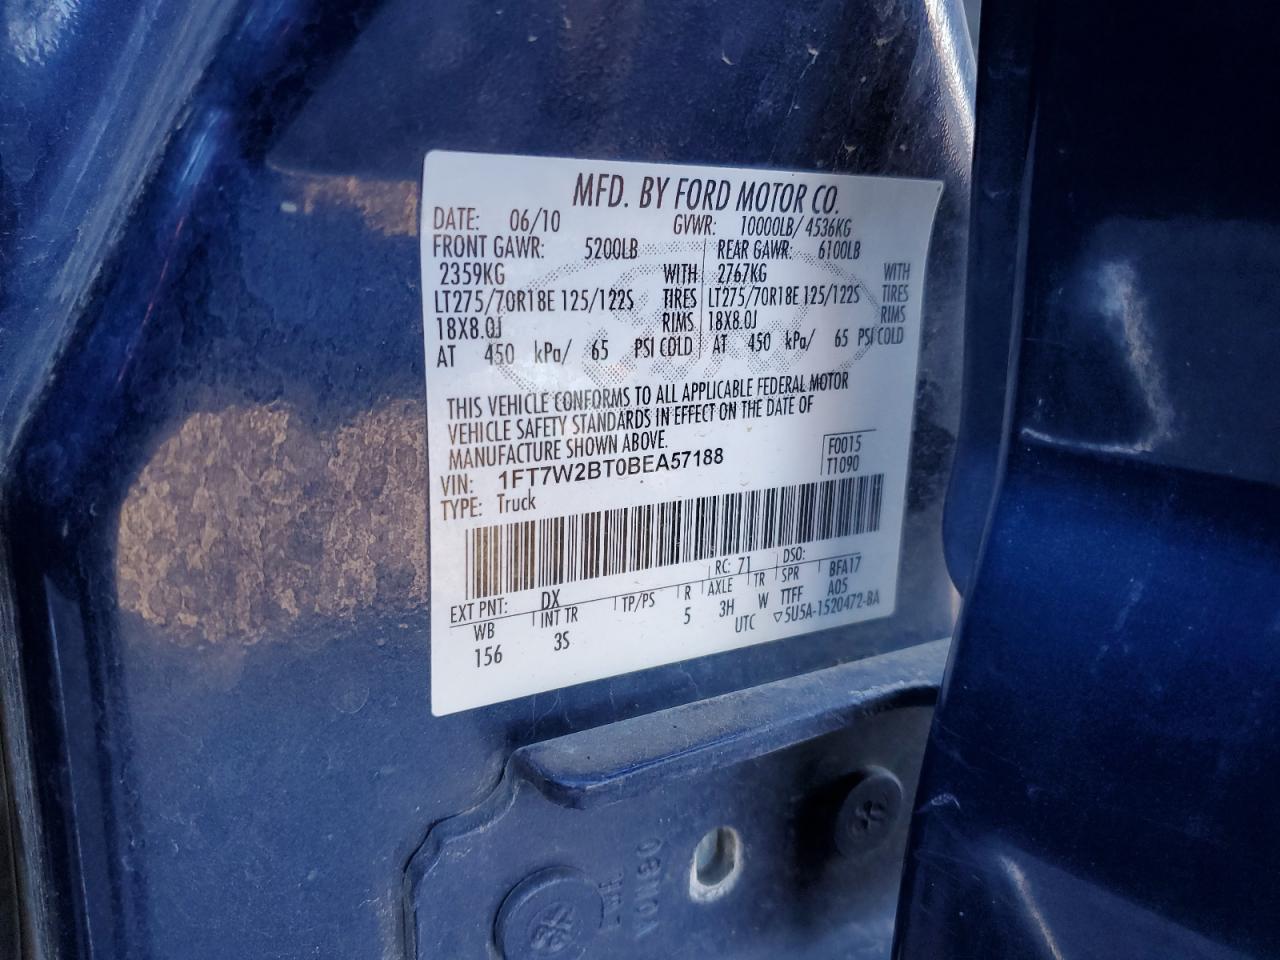 MFD. BY FORD MOTOR CO.
DATE: 06/10 GVWR: 10000LB/ 4536KG
FRONT GAWR: 5200LB REAR GAWR: 6100LB
2359KG WITH 2767KG WITH
LT275/70R18E 125/122S TIRES LT275/70R18E 125/122S TIRES
18X8.0J RIMS 18X8.0J RIMS
AT 450 kPa/ 65 PSI COLD AT 450 kPa/ 65 PSI COLD
THIS VEHICLE CONFORMS TO ALL APPLICABLE FEDERAL MOTOR
VEHICLE SAFETY STANDARDS IN EFFECT ON THE DATE OF
MANUFACTURE SHOWN ABOVE.
VIN: 1FT7W2BT0BEA57188
F0015
T1090
TYPE: Truck
EXT PNT: DX RC: 71 DSO:
WB INT TR TP/PS R AXLE TR SPR BFA17
156 3S 5 3H W TTFF A05
UTC ▽5U5A-1520472-BA